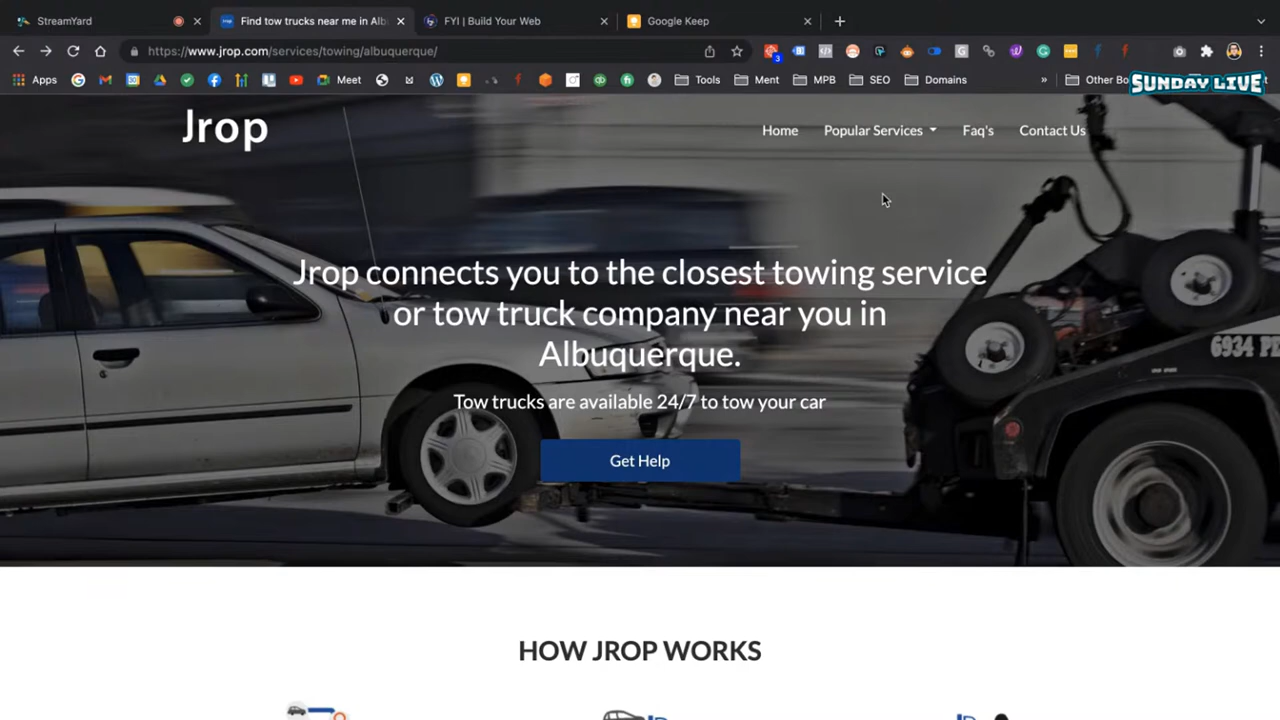 StreamYard
Find tow trucks near me in Alb
FYI | Build Your Web
Google Keep
https://www.jrop.com/services/towing/albuquerque/
3
Apps
Meet
Tools
Ment
MPB
SEO
Domains
»
Other Bo
SUNDAY LIVE
Jrop
Home
Popular Services
Faq's
Contact Us
Jrop connects you to the closest towing service
or tow truck company near you in
Albuquerque.
Tow trucks are available 24/7 to tow your car
Get Help
6934 PE
HOW JROP WORKS